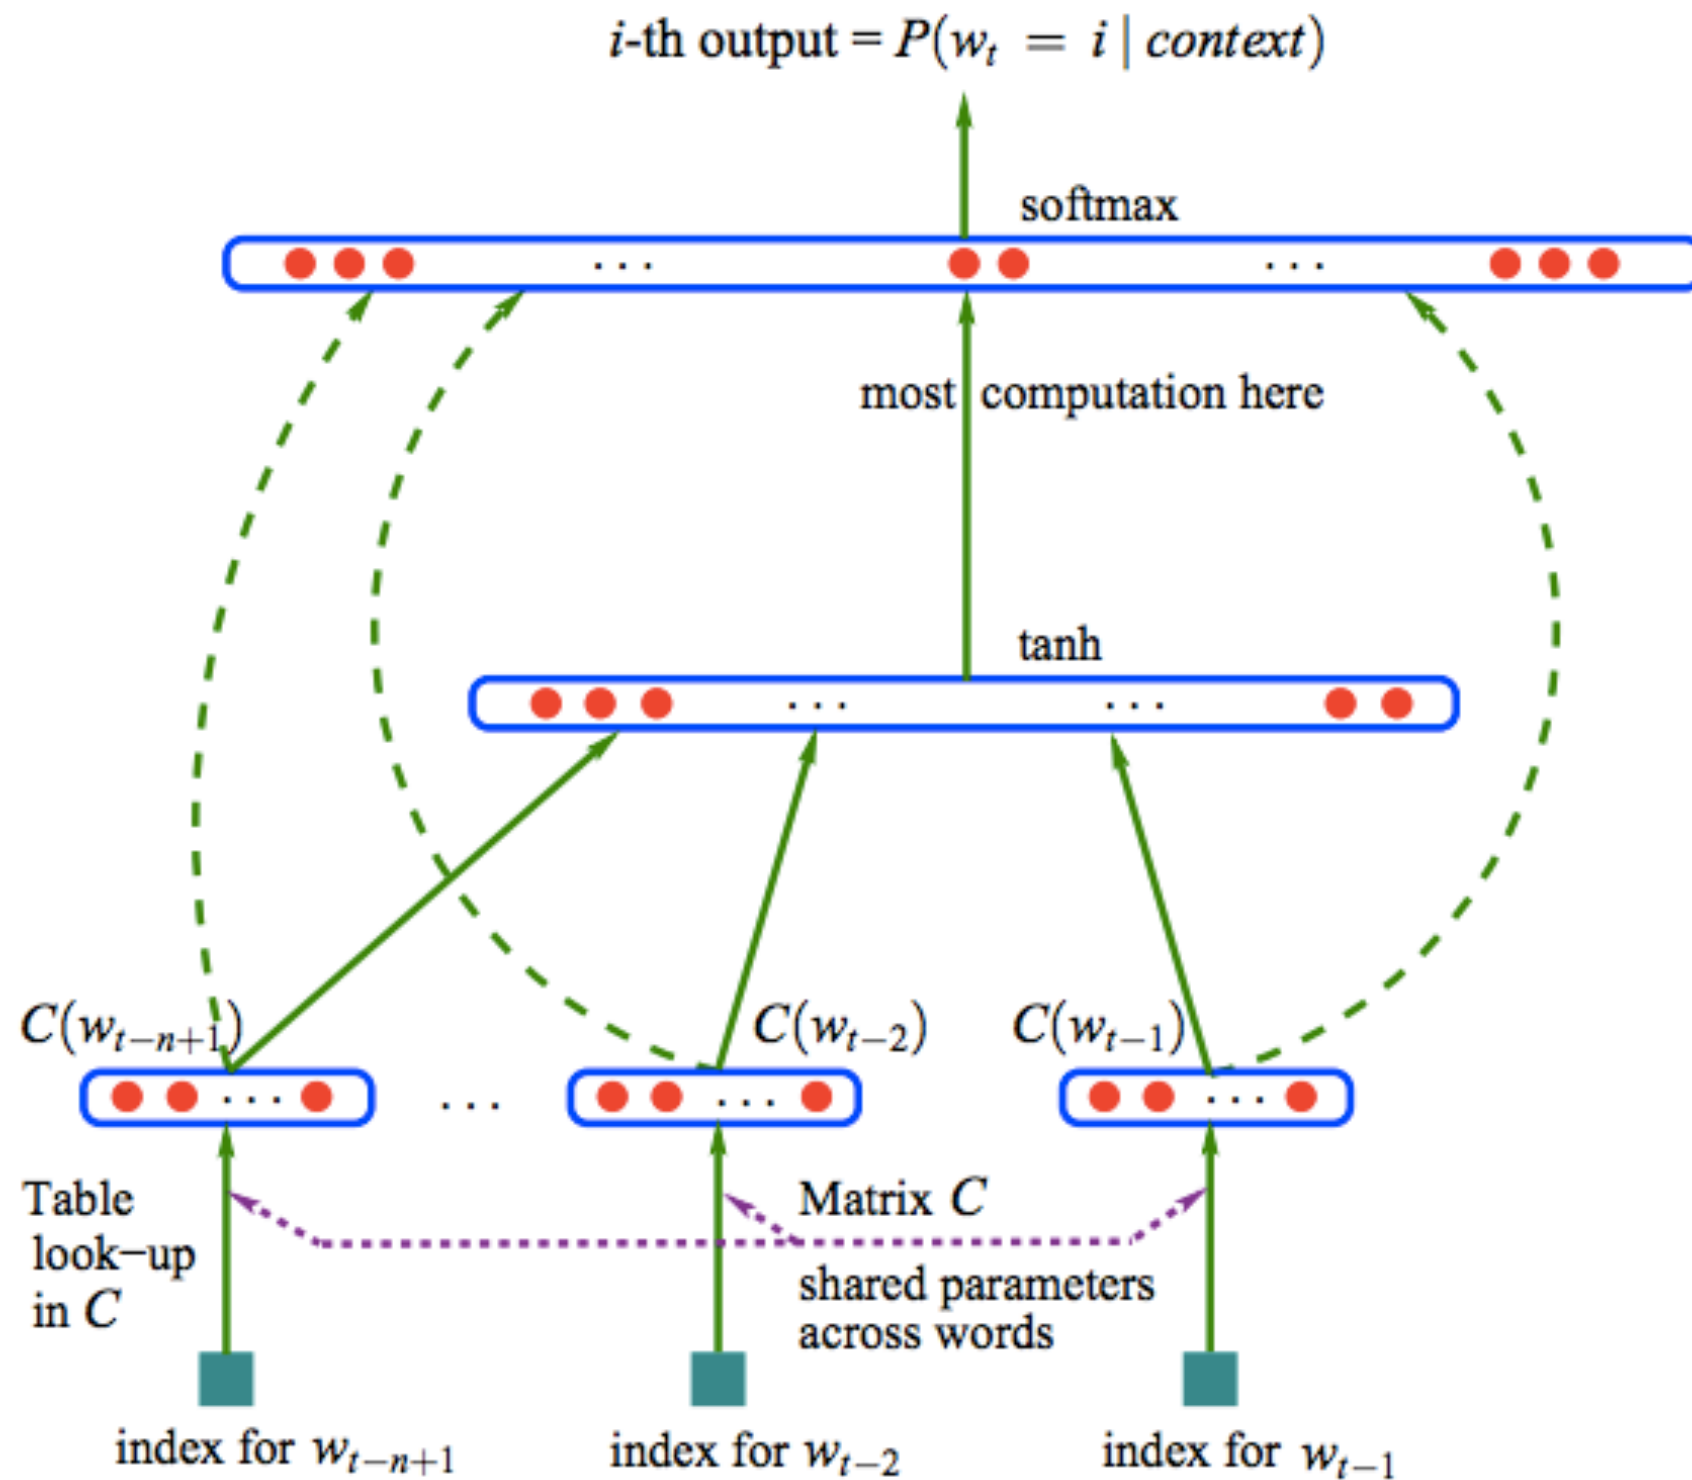 i-th output = P(w_t = i | context)
softmax
. . .
. . .
most computation here
tanh
. . .
. . .
C(w_{t−n+1})
C(w_{t−2})
C(w_{t−1})
. . .
. . .
. . .
. . .
Table
look−up
in C
Matrix C
shared parameters
across words
index for w_{t−n+1}
index for w_{t−2}
index for w_{t−1}